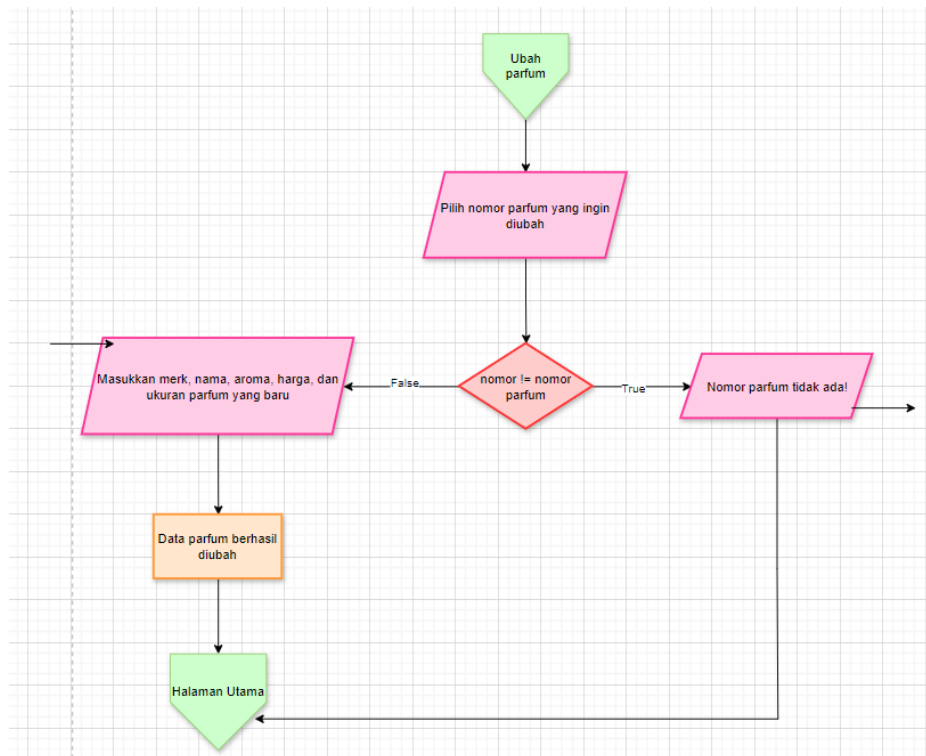 Ubah
parfum
Pilih nomor parfum yang ingin
diubah
nomor != nomor
parfum
False
True
Masukkan merk, nama, aroma, harga, dan
ukuran parfum yang baru
Nomor parfum tidak ada!
Data parfum berhasil
diubah
Halaman Utama